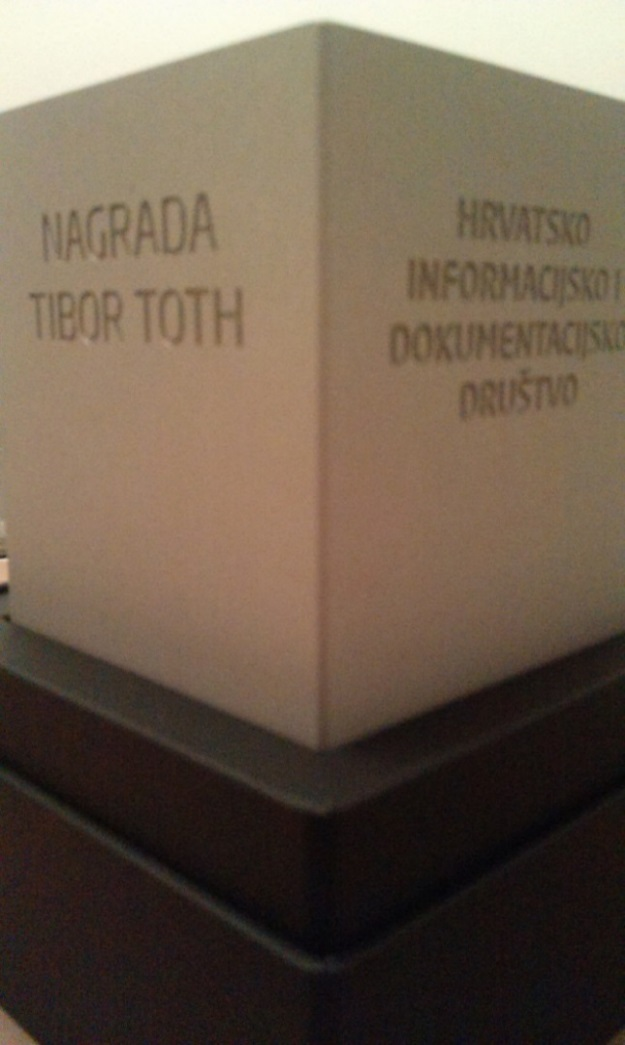 NAGRADA
TIBOR TOTH
HRVATSKO
INFORMACIJSKO I
DOKUMENTACIJSKO
DRUŠTVO